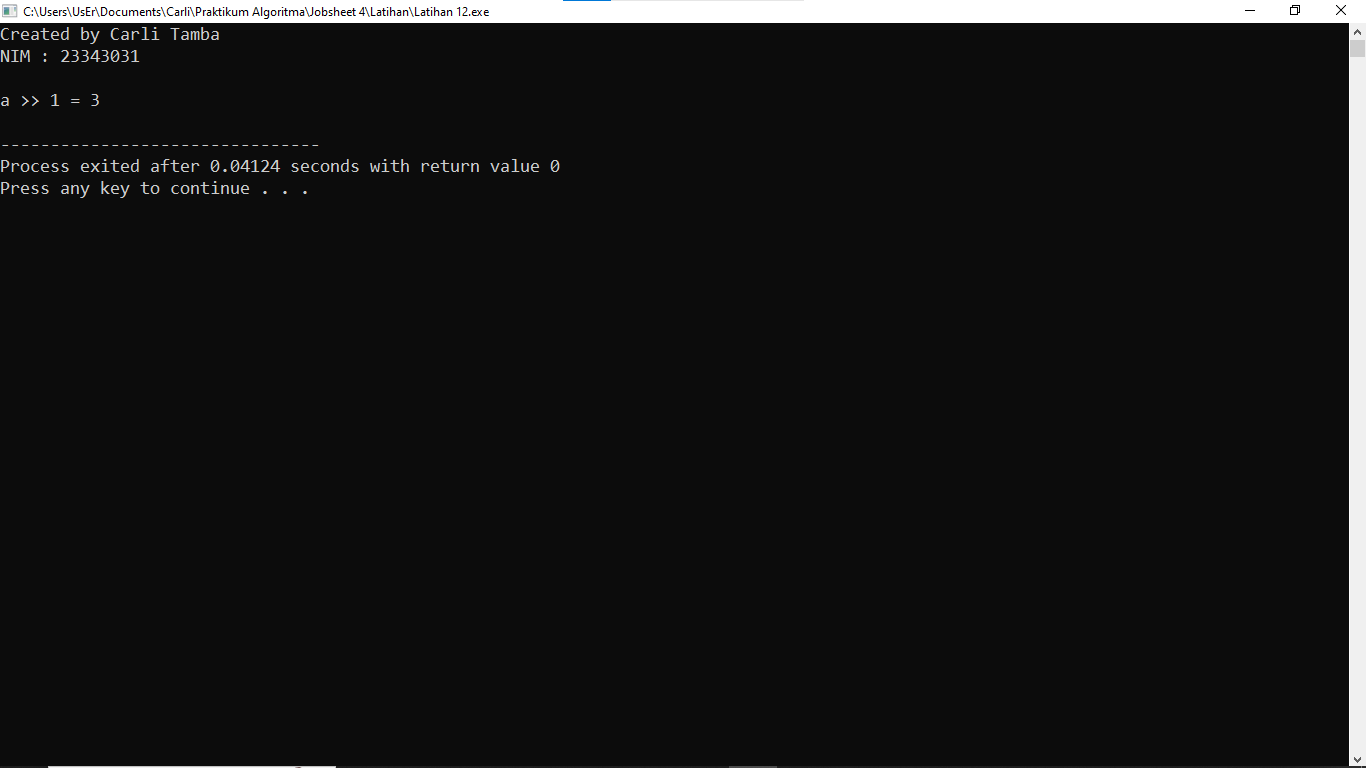 C:\Users\UsEr\Documents\Carli\Praktikum Algoritma\Jobsheet 4\Latihan\Latihan 12.exe
Created by Carli Tamba
NIM : 23343031
a >> 1 = 3
--------------------------------
Process exited after 0.04124 seconds with return value 0
Press any key to continue . . .